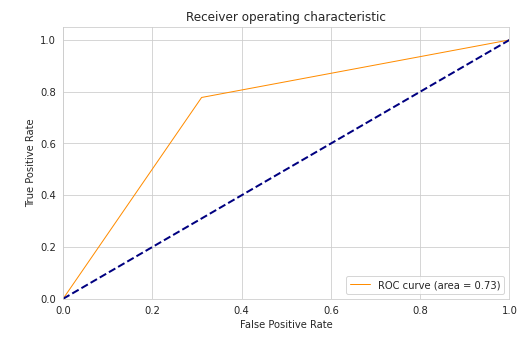 Receiver operating characteristic
True Positive Rate
1.0
0.8
0.6
0.4
0.2
0.0
0.0 0.2 0.4 0.6 0.8 1.0
False Positive Rate
ROC curve (area = 0.73)